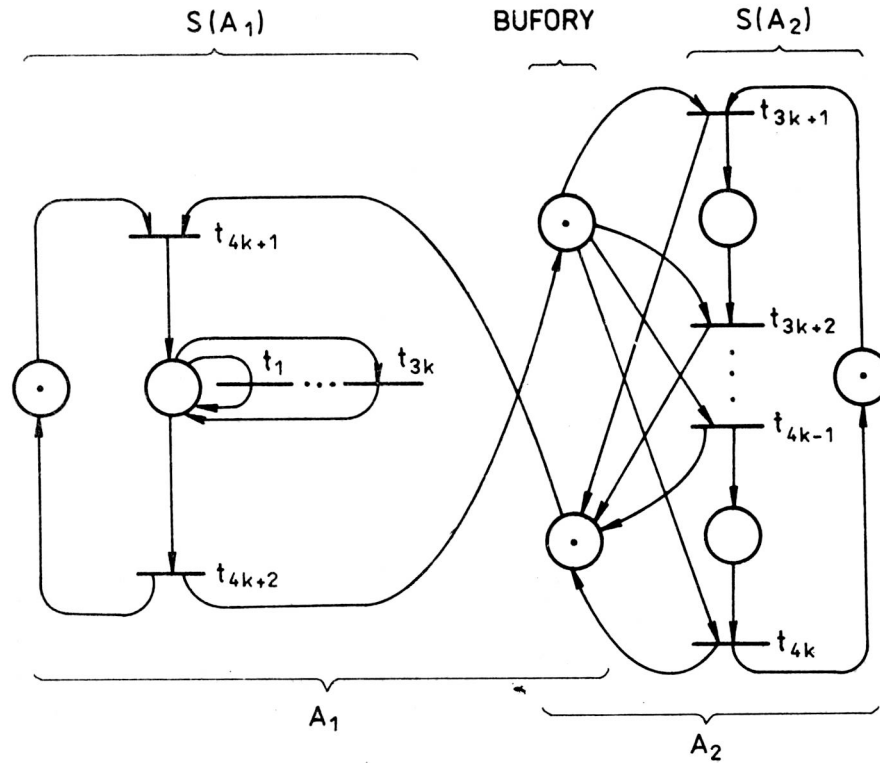 S(A₁) BUFORY S(A₂)
t₃ₖ₊₁
t₄ₖ₊₁
t₃ₖ₊₂
t₁ ... t₃ₖ
t₄ₖ₋₁
t₄ₖ₊₂
t₄ₖ
A₁
A₂